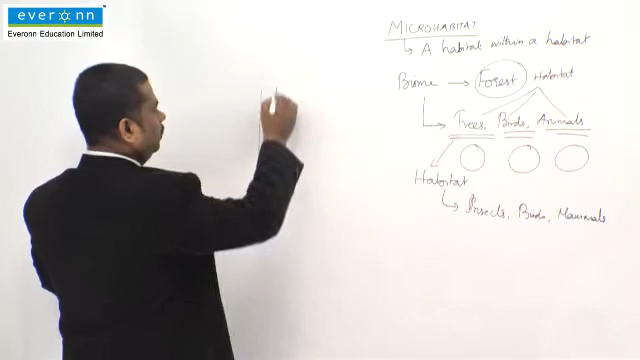 everonn
Everonn Education Limited
MICROHABITAT
A habitat within a habitat
Biome → Forest Habitat
Trees, Birds, Animals
Habitat
Insects, Birds, Mammals